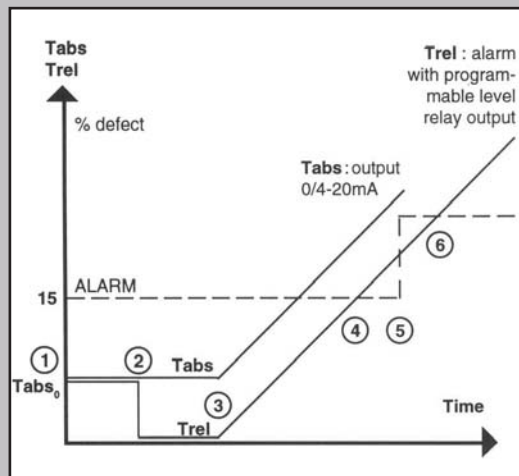 Tabs
Trel
% defect
Trel : alarm
with program-
mable level
relay output
Tabs : output
0/4-20mA
⑥
15
ALARM
④
⑤
①
②
Tabs
Tabs₀
③
Trel
Time